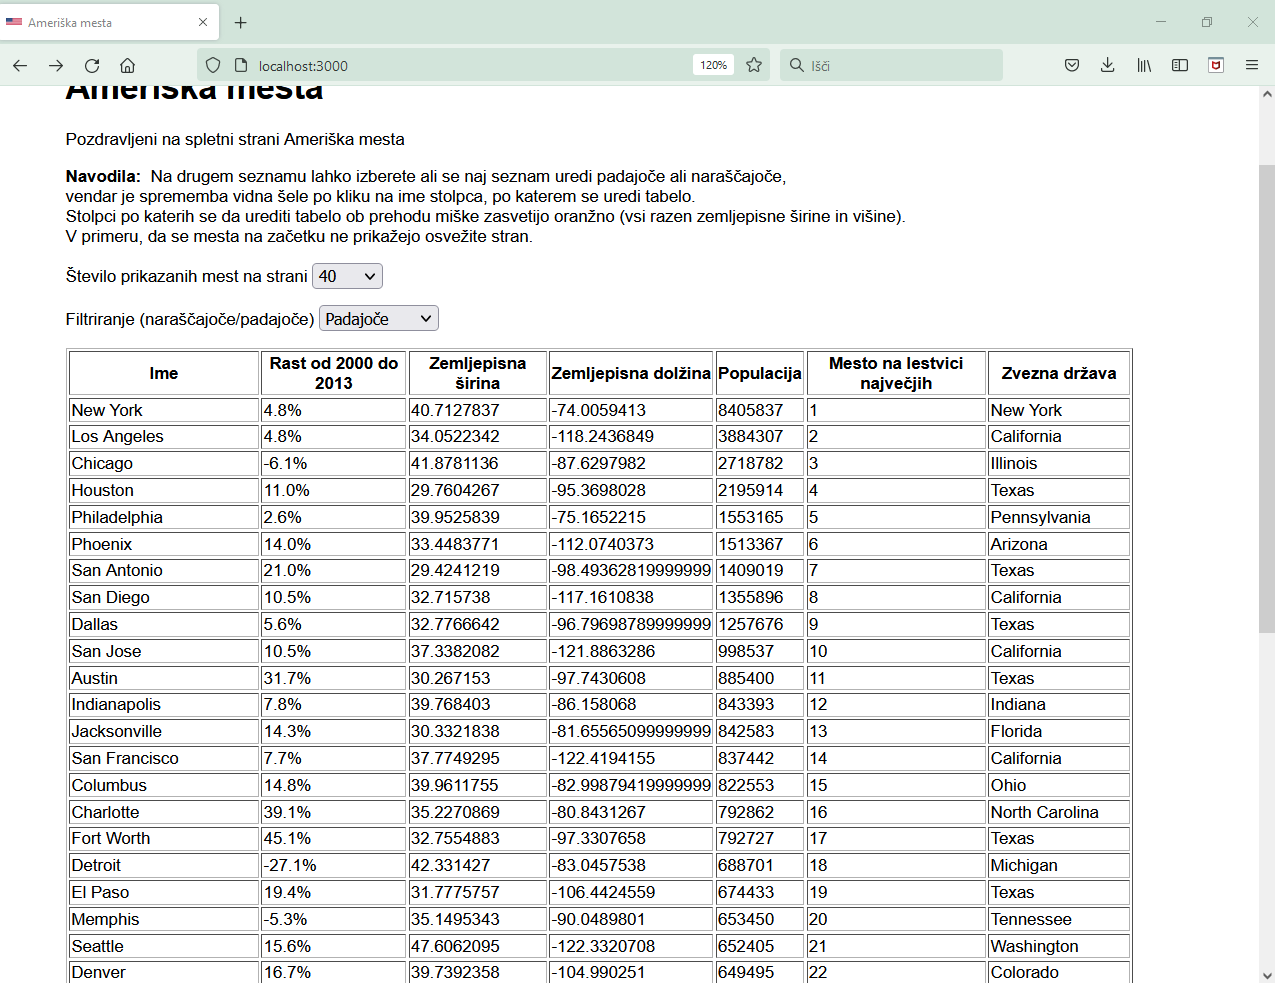 Ameriška mesta
localhost:3000
120%
Išči
Ameriška mesta
Pozdravljeni na spletni strani Ameriška mesta
Navodila: Na drugem seznamu lahko izberete ali se naj seznam uredi padajoče ali naraščajoče,
vendar je sprememba vidna šele po kliku na ime stolpca, po katerem se uredi tabelo.
Stolpci po katerih se da urediti tabelo ob prehodu miške zasvetijo oranžno (vsi razen zemljepisne širine in višine).
V primeru, da se mesta na začetku ne prikažejo osvežite stran.
Število prikazanih mest na strani 40
Filtriranje (naraščajoče/padajoče) Padajoče
Ime Rast od 2000 do 2013 Zemljepisna širina Zemljepisna dolžina Populacija Mesto na lestvici največjih Zvezna država
New York 4.8% 40.7127837 -74.0059413 8405837 1 New York
Los Angeles 4.8% 34.0522342 -118.2436849 3884307 2 California
Chicago -6.1% 41.8781136 -87.6297982 2718782 3 Illinois
Houston 11.0% 29.7604267 -95.3698028 2195914 4 Texas
Philadelphia 2.6% 39.9525839 -75.1652215 1553165 5 Pennsylvania
Phoenix 14.0% 33.4483771 -112.0740373 1513367 6 Arizona
San Antonio 21.0% 29.4241219 -98.49362819999999 1409019 7 Texas
San Diego 10.5% 32.715738 -117.1610838 1355896 8 California
Dallas 5.6% 32.7766642 -96.79698789999999 1257676 9 Texas
San Jose 10.5% 37.3382082 -121.8863286 998537 10 California
Austin 31.7% 30.267153 -97.7430608 885400 11 Texas
Indianapolis 7.8% 39.768403 -86.158068 843393 12 Indiana
Jacksonville 14.3% 30.3321838 -81.65565099999999 842583 13 Florida
San Francisco 7.7% 37.7749295 -122.4194155 837442 14 California
Columbus 14.8% 39.9611755 -82.99879419999999 822553 15 Ohio
Charlotte 39.1% 35.2270869 -80.8431267 792862 16 North Carolina
Fort Worth 45.1% 32.7554883 -97.3307658 792727 17 Texas
Detroit -27.1% 42.331427 -83.0457538 688701 18 Michigan
El Paso 19.4% 31.7775757 -106.4424559 674433 19 Texas
Memphis -5.3% 35.1495343 -90.0489801 653450 20 Tennessee
Seattle 15.6% 47.6062095 -122.3320708 652405 21 Washington
Denver 16.7% 39.7392358 -104.990251 649495 22 Colorado